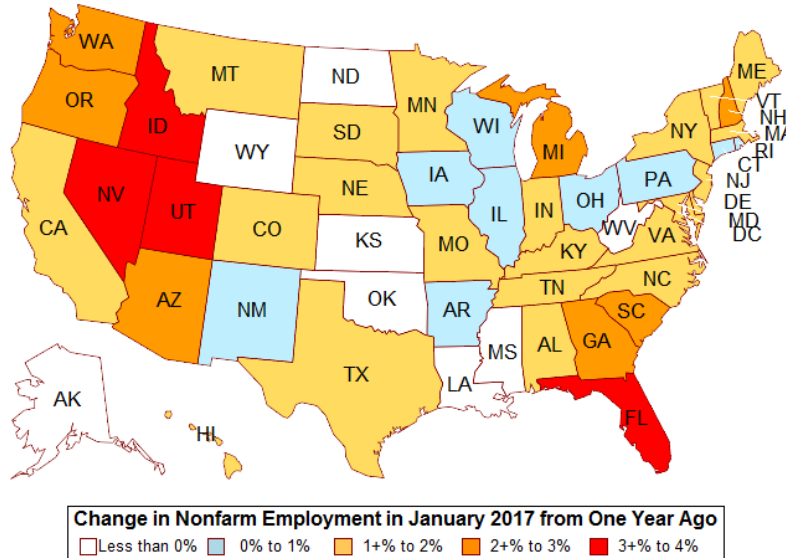 WA
MT
ND
MN
ME
OR
ID
SD
WI
NY
VT
NH
MA
WY
MI
RI
CT
NV
UT
NE
IA
IL
IN
OH
PA
NJ
DE
MD
DC
CA
CO
KS
MO
WV
VA
KY
AZ
NM
OK
AR
TN
NC
SC
MS
AL
GA
TX
LA
AK
HI
FL
Change in Nonfarm Employment in January 2017 from One Year Ago
Less than 0% 0% to 1% 1+% to 2% 2+% to 3% 3+% to 4%